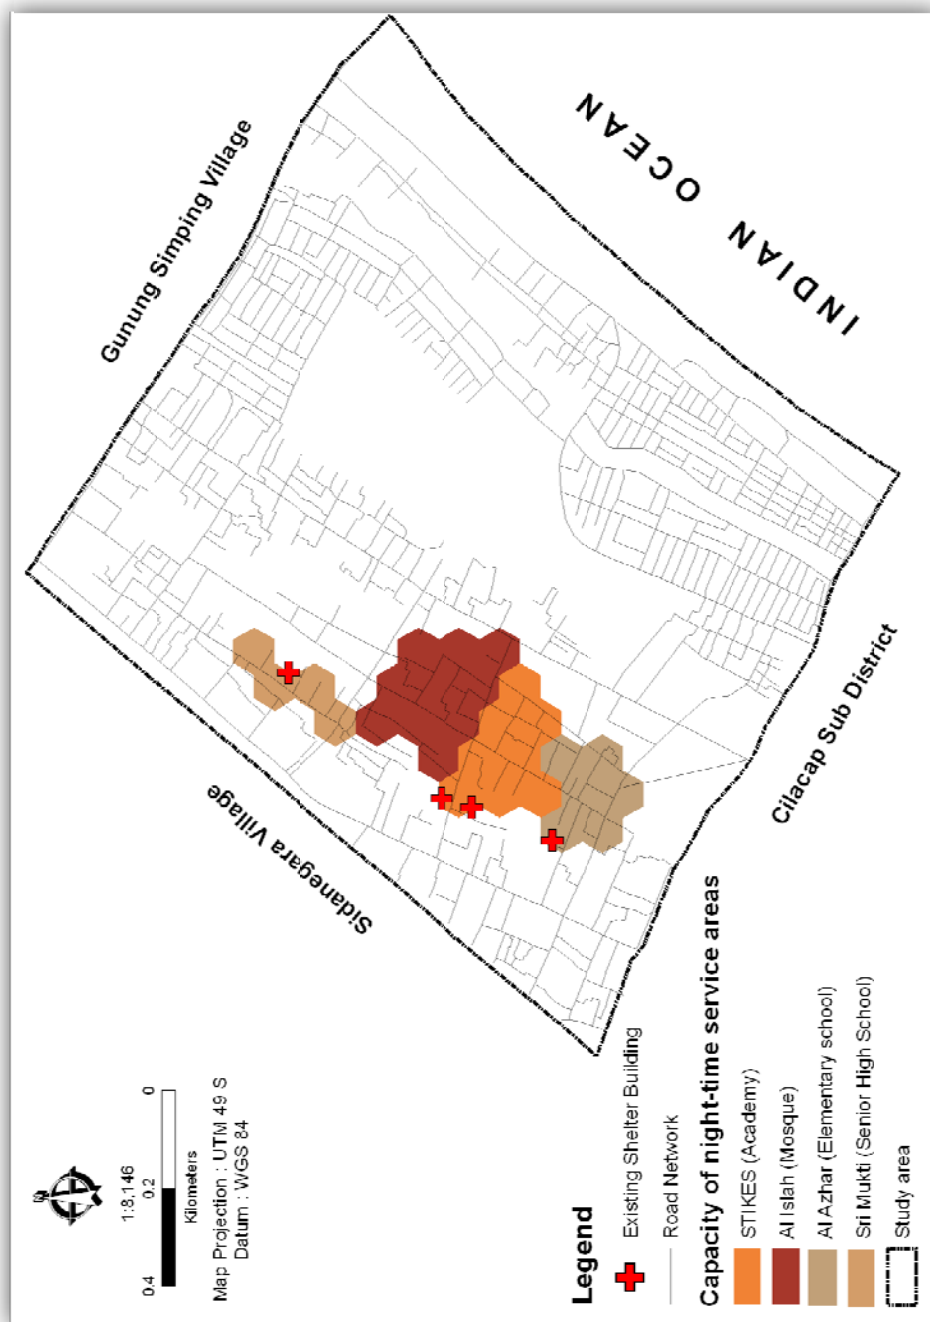 Gunung Simping Village
INDIAN OCEAN
Sidanegara Village
Cilacap Sub District
1:8.146
0.4 0.2 0
Kilometers
Map Projection : UTM 49 S
Datum : WGS 84
Legend
Existing Shelter Building
Road Network
Capacity of night-time service areas
STIKES (Academy)
Al Islah (Mosque)
Al Azhar (Elementary school)
Sri Mukti (Senior High School)
Study area